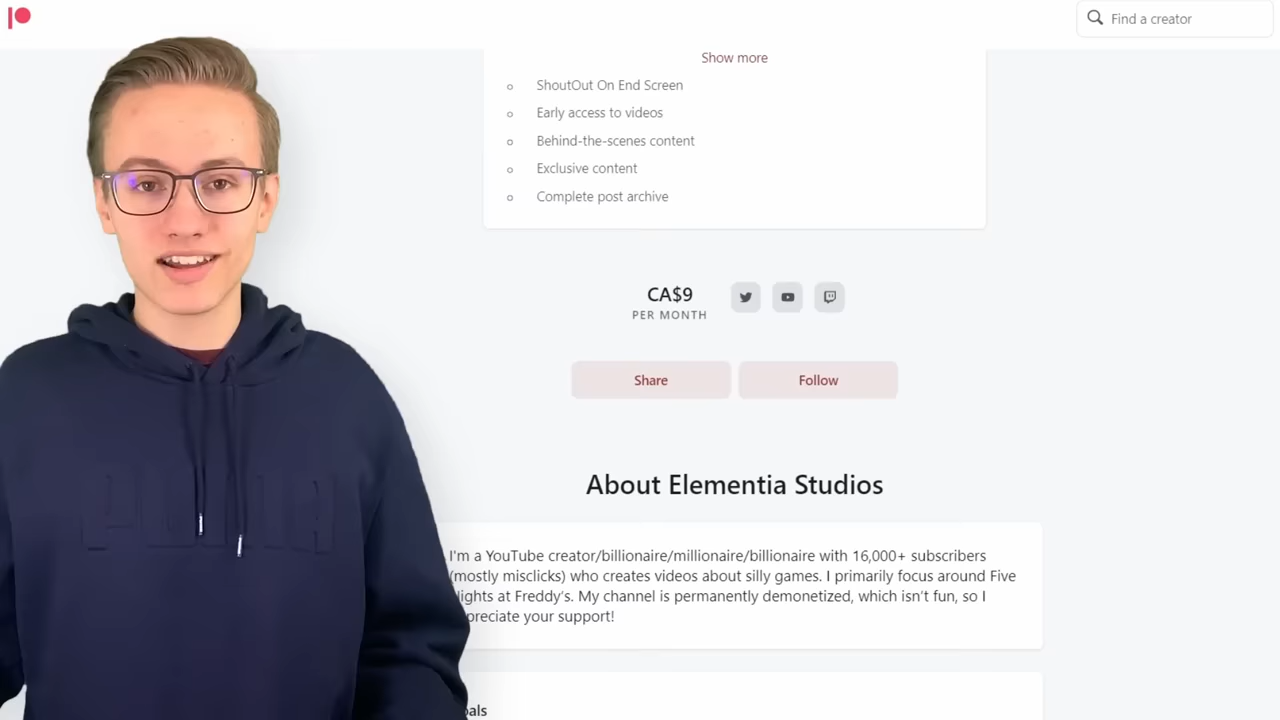 Find a creator
Show more
ShoutOut On End Screen
Early access to videos
Behind-the-scenes content
Exclusive content
Complete post archive
CA$9
PER MONTH
Share
Follow
About Elementia Studios
I'm a YouTube creator/billionaire/millionaire/billionaire with 16,000+ subscribers
(mostly misclicks) who creates videos about silly games. I primarily focus around Five
ights at Freddy's. My channel is permanently demonetized, which isn't fun, so I
preciate your support!
oals
PUMA